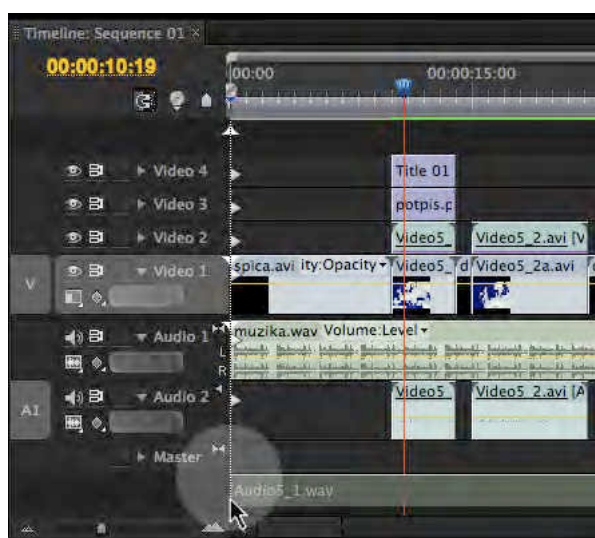 Timeline: Sequence 01 ×
00:00:10:19
00:00
00:00:15:00
Video 4
Title 01
Video 3
potpis.p
Video 2
Video5_
Video5_2.avi [V
V
Video 1
spica.avi ity:Opacity
Video5_
d
Video5_2a.avi
Audio 1
muzika.wav Volume:Level
L
R
A1
Audio 2
Video5_
Video5_2.avi [A
Master
Audio5_1.wav